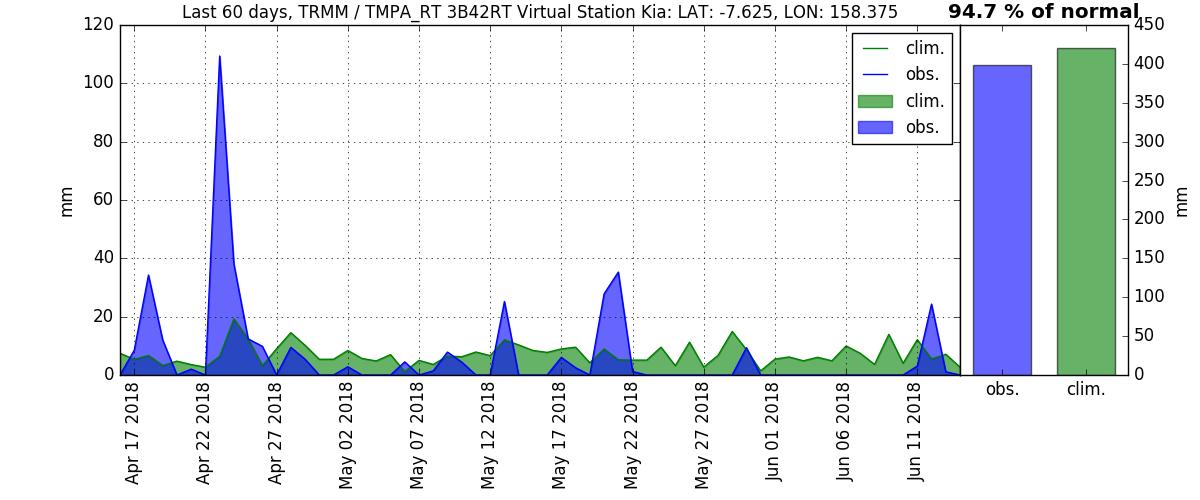 Last 60 days, TRMM / TMPA_RT 3B42RT Virtual Station Kia: LAT: -7.625, LON: 158.375
94.7 % of normal
120
100
80
60
40
20
0
mm
clim.
obs.
clim.
obs.
450
400
350
300
250
200
150
100
50
0
mm
obs.
clim.
Apr 17 2018
Apr 22 2018
Apr 27 2018
May 02 2018
May 07 2018
May 12 2018
May 17 2018
May 22 2018
May 27 2018
Jun 01 2018
Jun 06 2018
Jun 11 2018